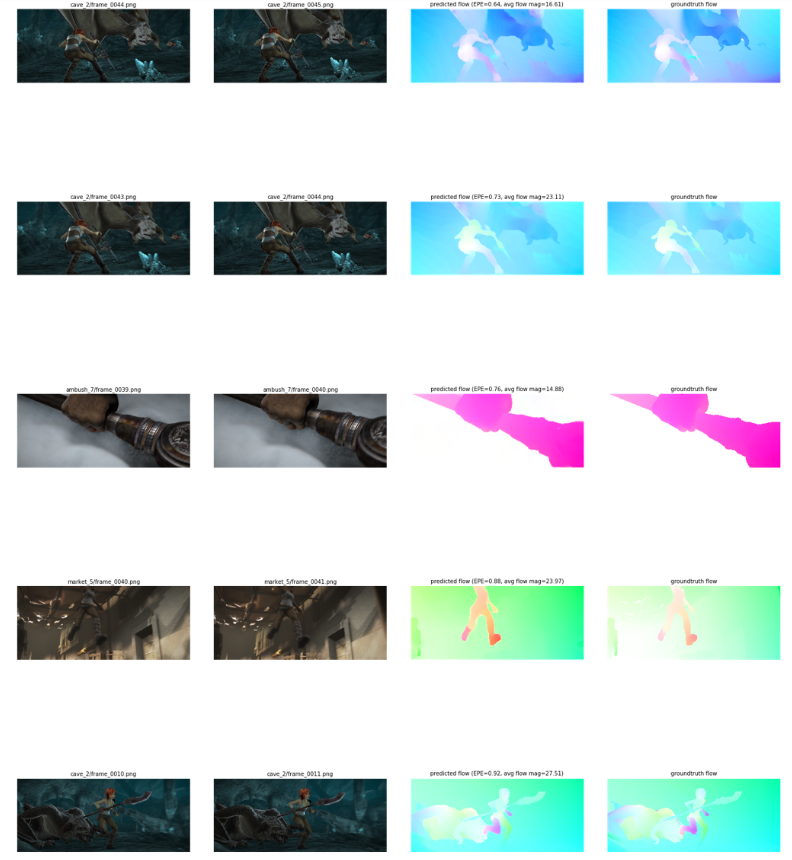 cave_2/frame_0044.png
cave_2/frame_0045.png
predicted flow (EPE=0.64, avg flow mag=16.61)
groundtruth flow
cave_2/frame_0043.png
cave_2/frame_0044.png
predicted flow (EPE=0.73, avg flow mag=23.11)
groundtruth flow
ambush_7/frame_0039.png
ambush_7/frame_0040.png
predicted flow (EPE=0.76, avg flow mag=14.88)
groundtruth flow
market_5/frame_0040.png
market_5/frame_0041.png
predicted flow (EPE=0.88, avg flow mag=23.97)
groundtruth flow
cave_2/frame_0010.png
cave_2/frame_0011.png
predicted flow (EPE=0.92, avg flow mag=27.51)
groundtruth flow